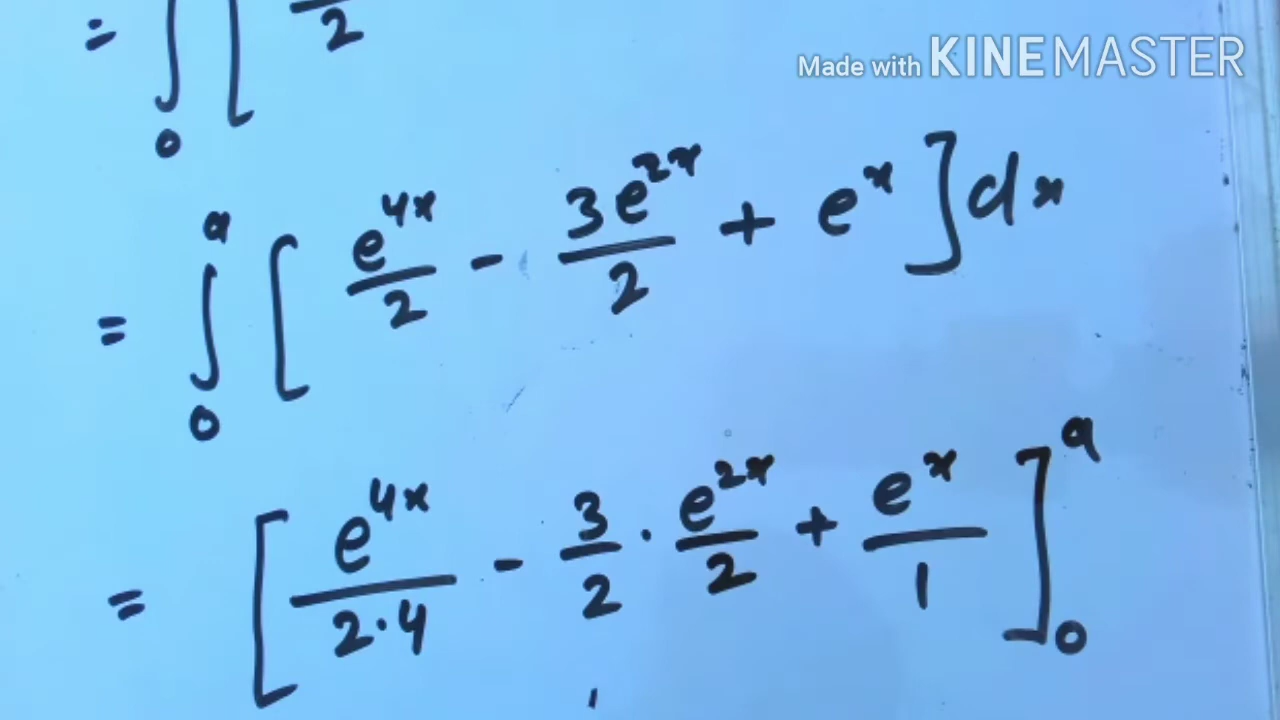 = ∫₀ [ /2
Made with KINEMASTER
= ∫₀ᵃ [ e^{4x}/2 - 3e^{2x}/2 + e^x ] dx
= [ e^{4x}/2·4 - 3/2 · e^{2x}/2 + e^x/1 ]₀ᵃ